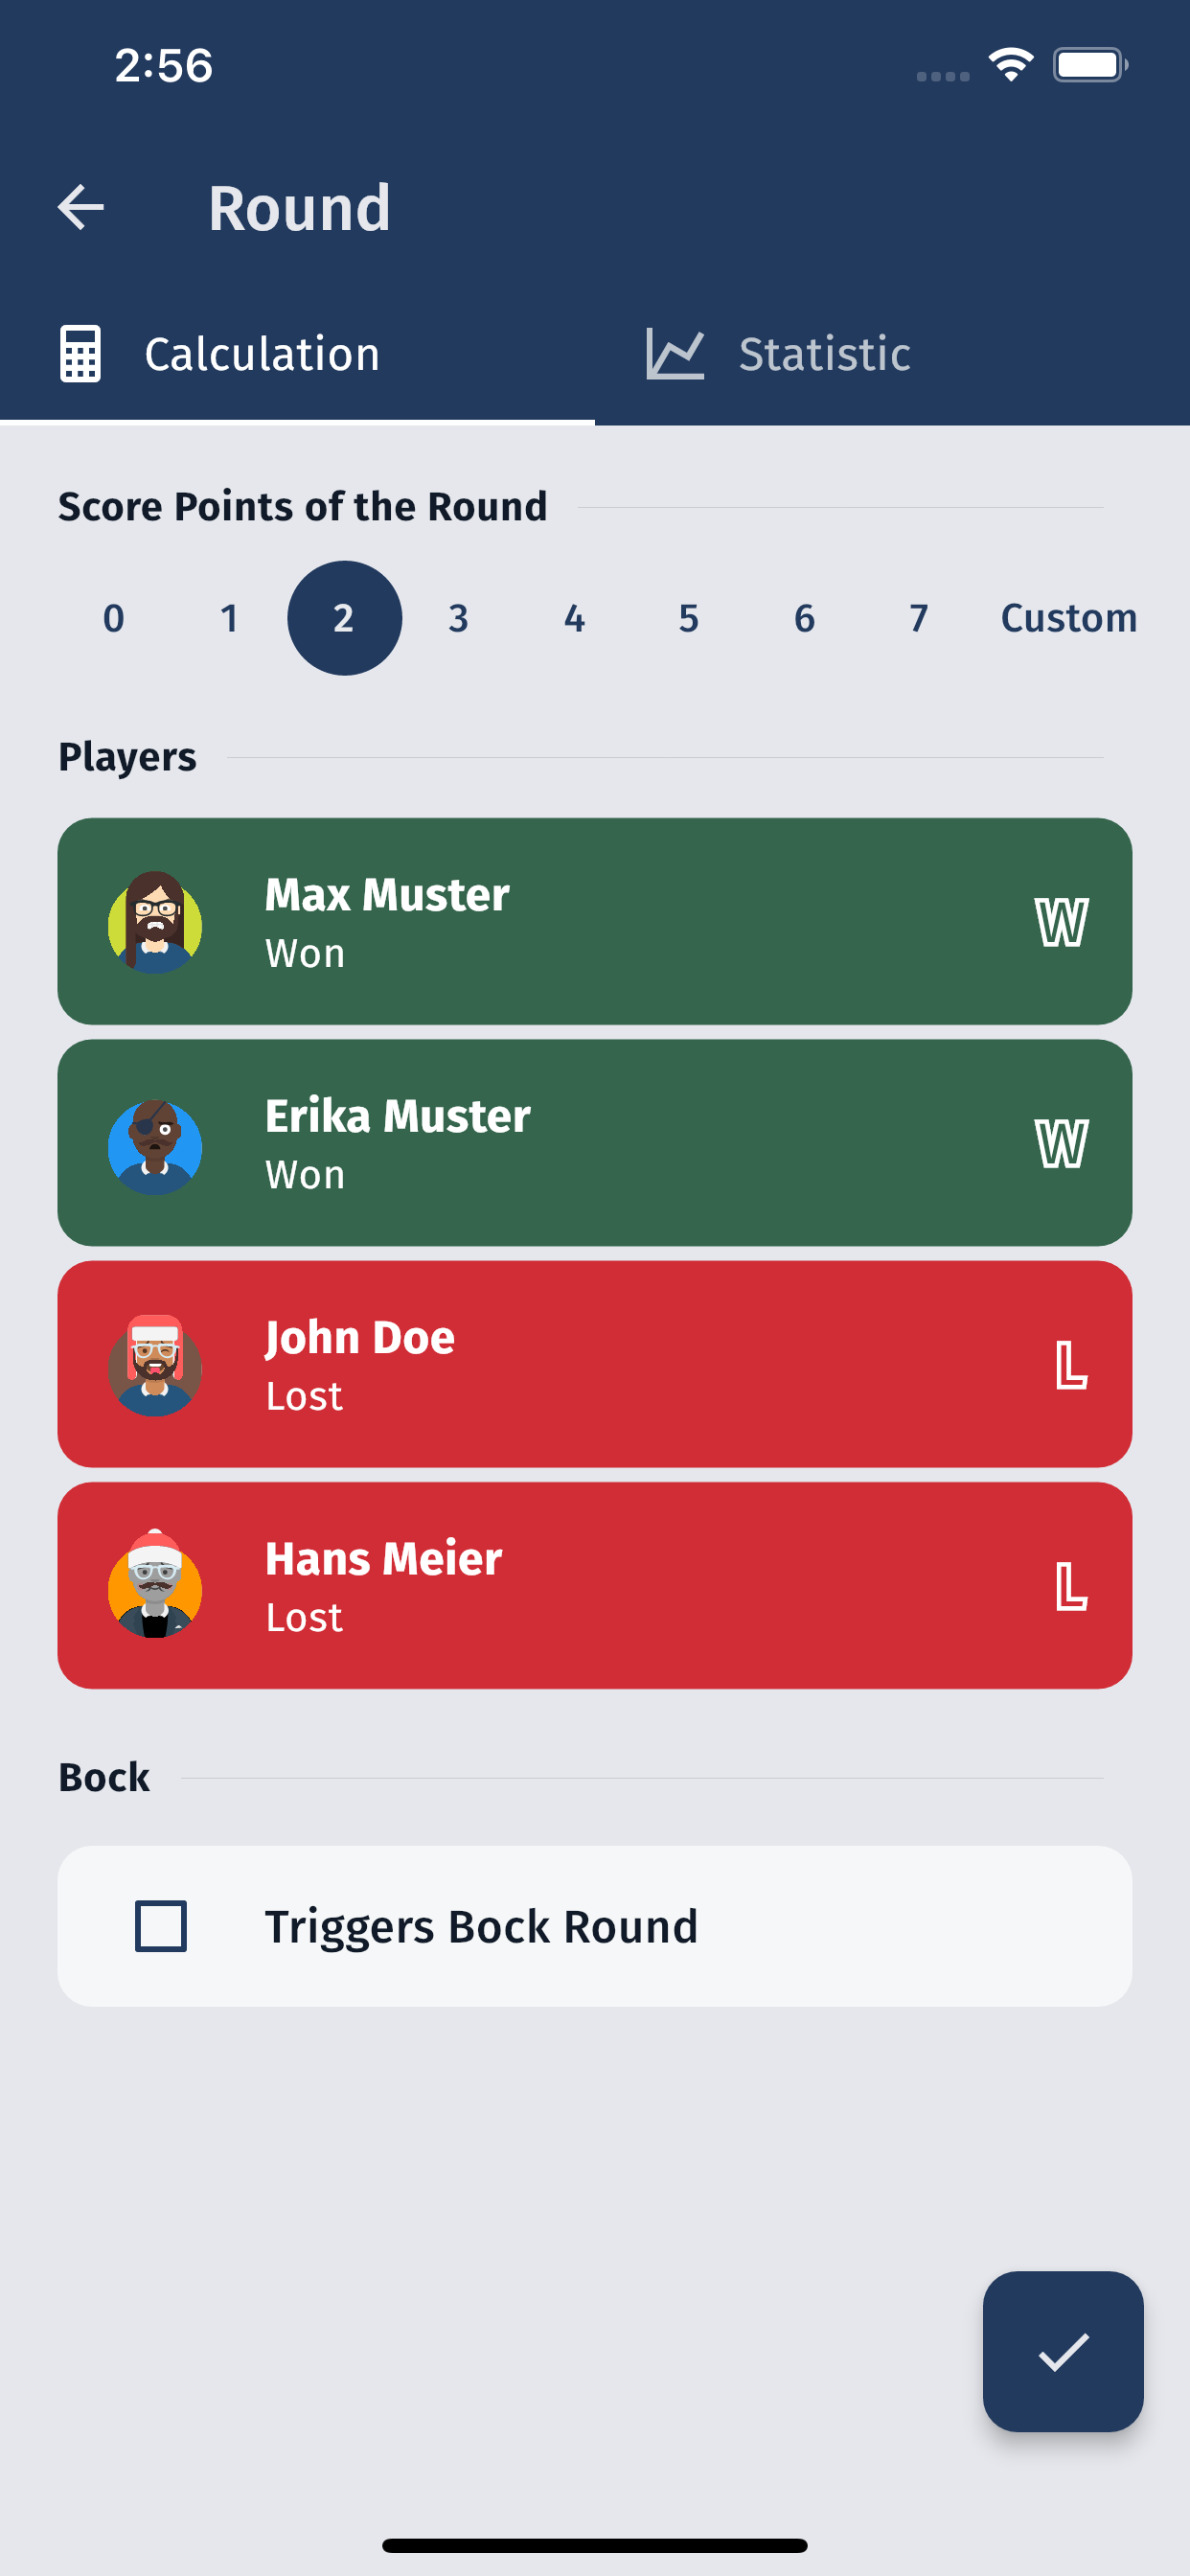 2:56
Round
Calculation
Statistic
Score Points of the Round
0 1 2 3 4 5 6 7 Custom
Players
Max Muster
Won
W
Erika Muster
Won
W
John Doe
Lost
L
Hans Meier
Lost
L
Bock
Triggers Bock Round